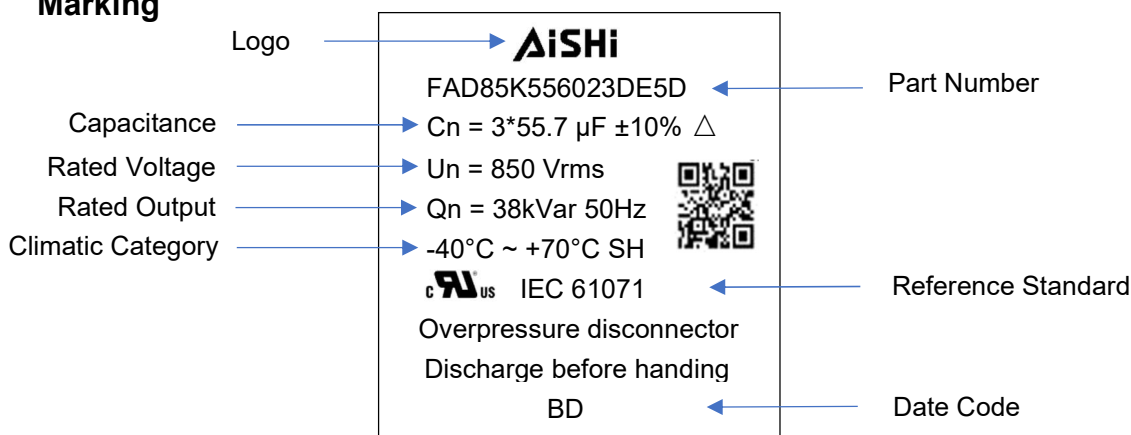 Marking
Logo
AiSHi
FAD85K556023DE5D
Part Number
Capacitance
Cn = 3*55.7 µF ±10% △
Rated Voltage
Un = 850 Vrms
Rated Output
Qn = 38kVar 50Hz
Climatic Category
-40°C ~ +70°C SH
c RU us IEC 61071
Reference Standard
Overpressure disconnector
Discharge before handing
BD
Date Code